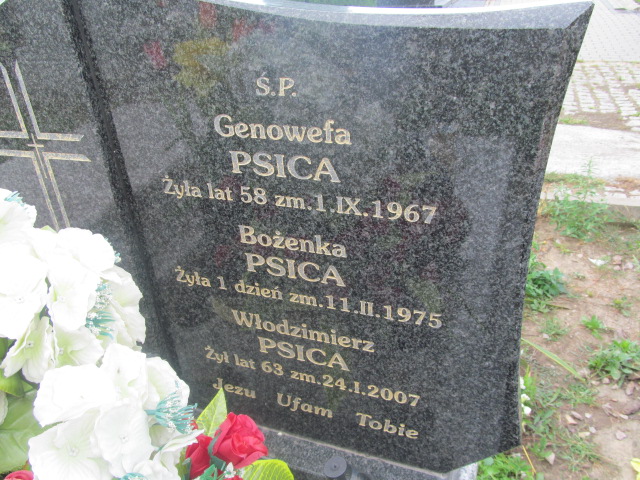 Ś.P.
Genowefa
PSICA
Żyła lat 58 zm.1.IX.1967
Bożenka
PSICA
Żyła 1 dzień zm.11.II.1975
Włodzimierz
PSICA
Żył lat 63 zm.24.I.2007
Jezu Ufam Tobie